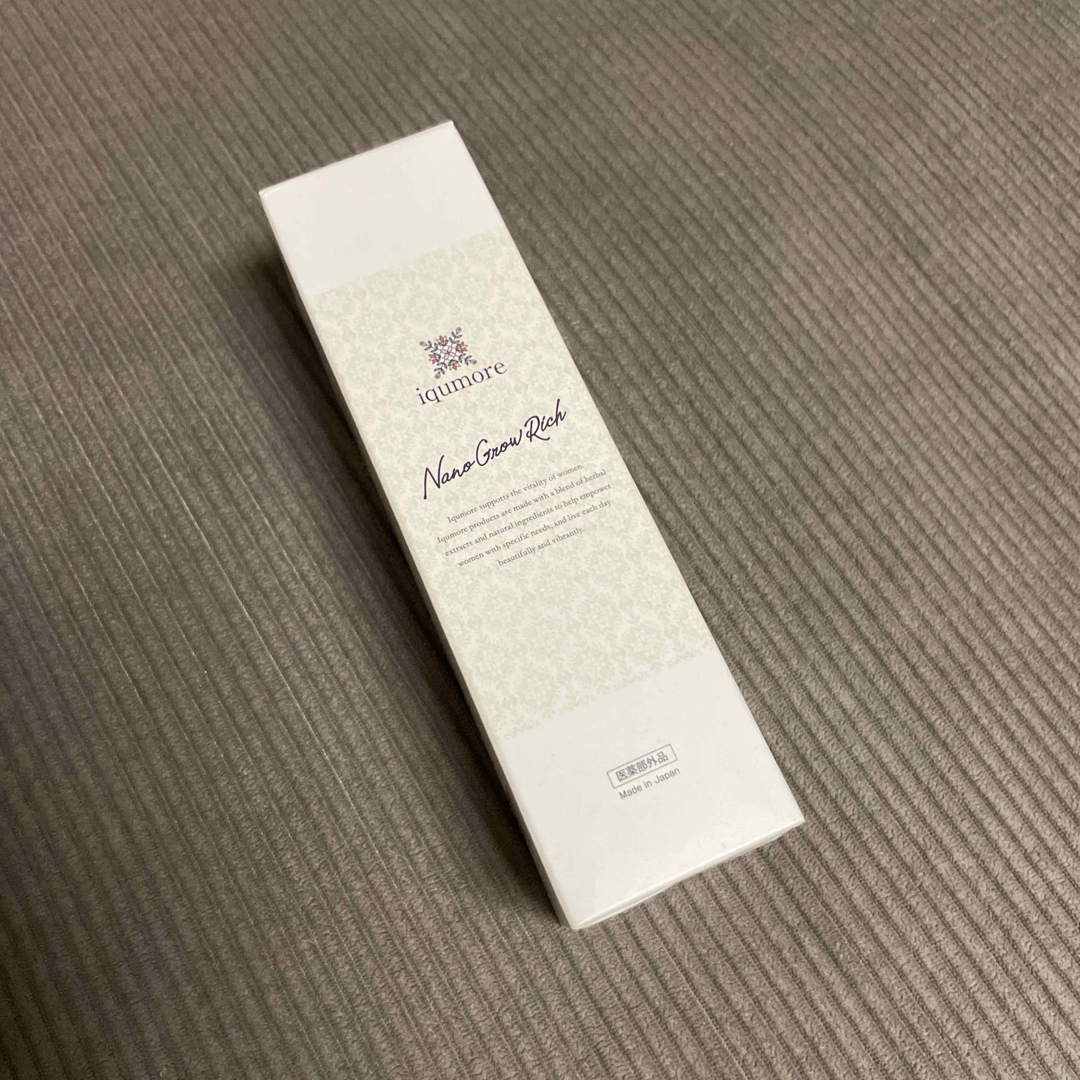 iqumore
Nano Grow Rich
Iqumore supports the vitality of women.
Iqumore products are made with a blend of herbal
extracts and natural ingredients to help empower
women with specific needs, and live each day
beautifully and vibrantly.
医薬部外品
Made in Japan